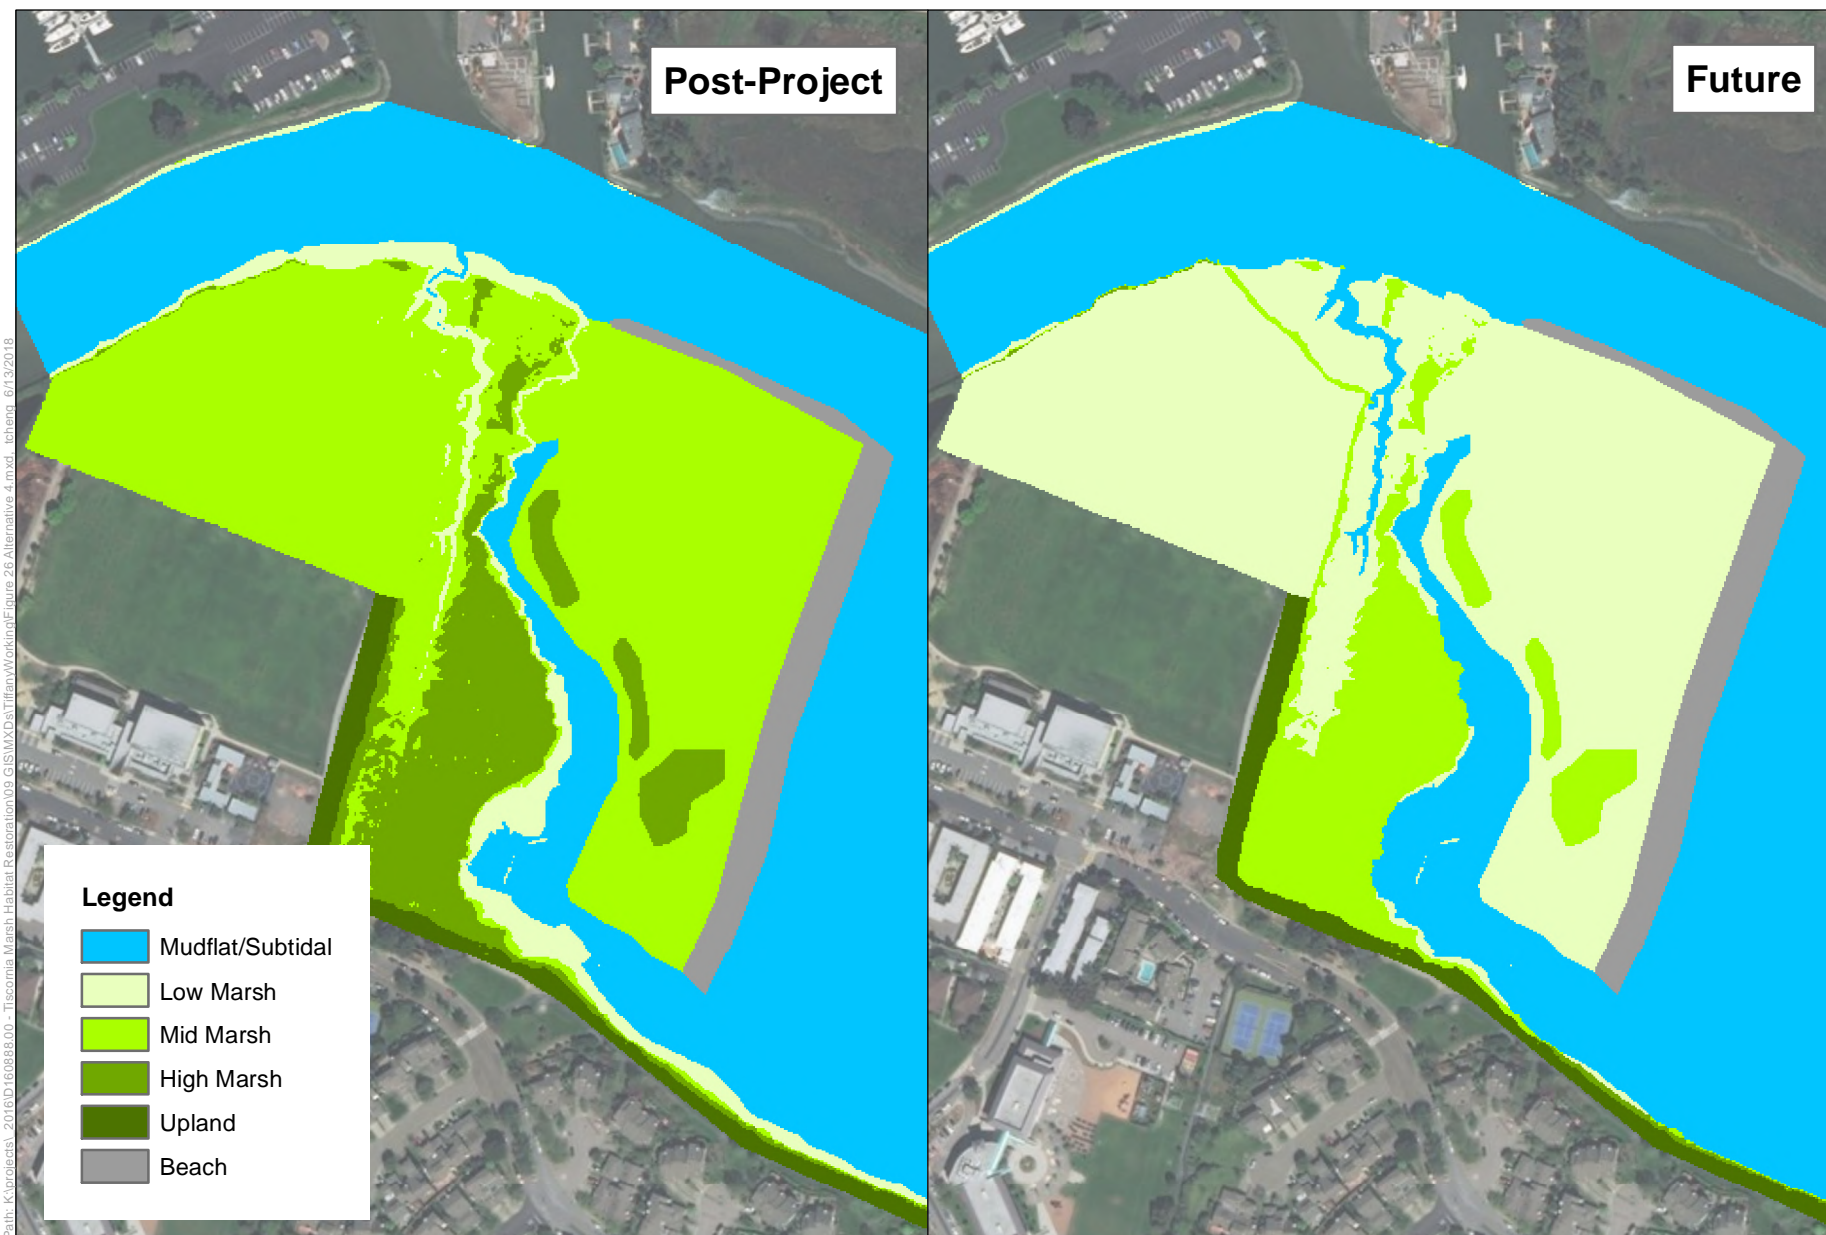 Post-Project
Future
Legend
Mudflat/Subtidal
Low Marsh
Mid Marsh
High Marsh
Upland
Beach
Path: K:\projects\_2016\D160888.00 - Tiscornia Marsh Habitat Restoration\09 GIS\MXDs\TiffanyWorking\Figure 26 Alternative 4.mxd, tcheng 6/13/2018